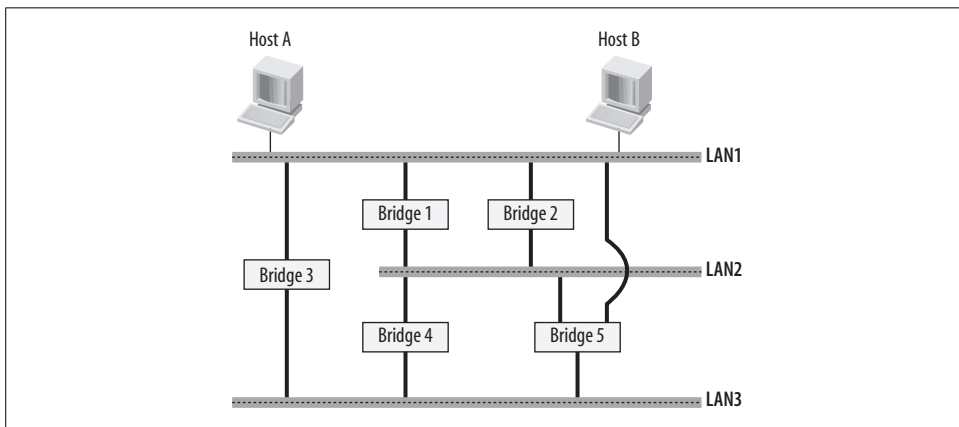 Host A
Host B
LAN1
Bridge 1
Bridge 2
Bridge 3
LAN2
Bridge 4
Bridge 5
LAN3